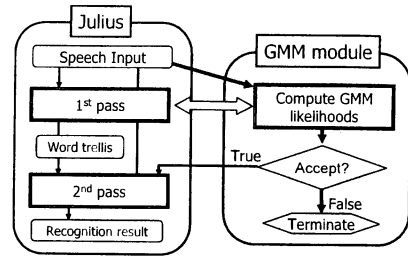 Julius
Speech Input
1st pass
Word trellis
2nd pass
Recognition result
GMM module
Compute GMM
likelihoods
True
Accept?
False
Terminate